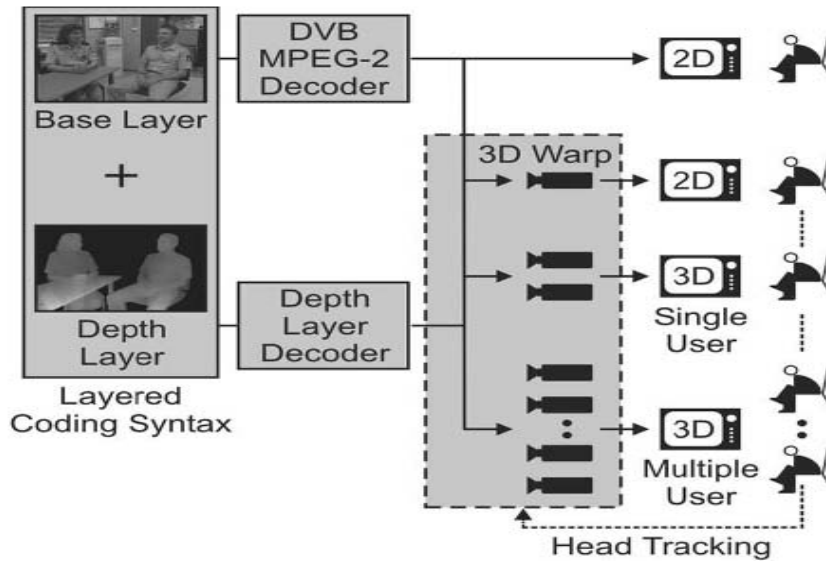 DVB
MPEG-2
Decoder
2D
Base Layer
+
3D Warp
2D
3D
Single
User
Depth
Layer
Depth
Layer
Decoder
Layered
Coding Syntax
3D
Multiple
User
Head Tracking